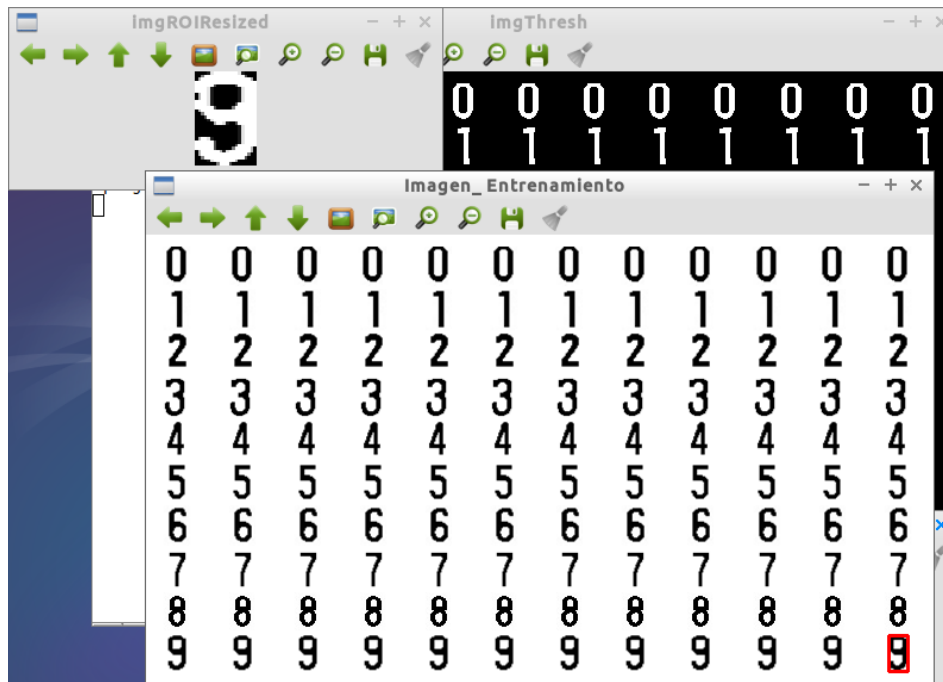 imgROIResized
imgThresh
9
0 0 0 0 0 0 0 0
1 1 1 1 1 1 1 1
Imagen_Entrenamiento
0 0 0 0 0 0 0 0 0 0 0 0
1 1 1 1 1 1 1 1 1 1 1 1
2 2 2 2 2 2 2 2 2 2 2 2
3 3 3 3 3 3 3 3 3 3 3 3
4 4 4 4 4 4 4 4 4 4 4 4
5 5 5 5 5 5 5 5 5 5 5 5
6 6 6 6 6 6 6 6 6 6 6 6
7 7 7 7 7 7 7 7 7 7 7 7
8 8 8 8 8 8 8 8 8 8 8 8
9 9 9 9 9 9 9 9 9 9 9 9